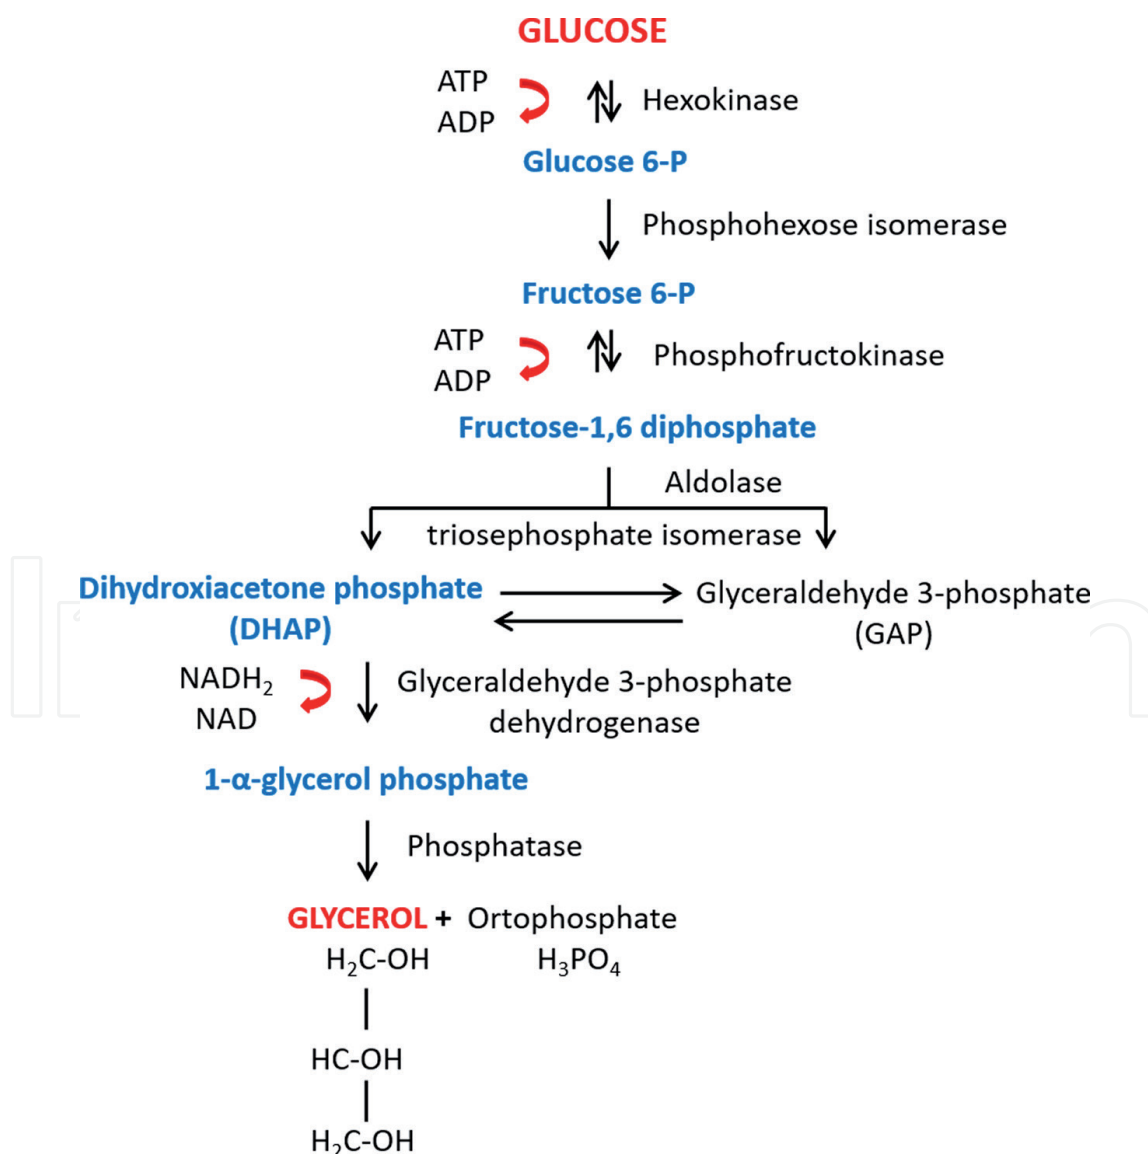 GLUCOSE
ATP
ADP
Hexokinase
Glucose 6-P
Phosphohexose isomerase
Fructose 6-P
ATP
ADP
Phosphofructokinase
Fructose-1,6 diphosphate
Aldolase
triosephosphate isomerase
Dihydroxiacetone phosphate
(DHAP)
Glyceraldehyde 3-phosphate
(GAP)
NADH₂
NAD
Glyceraldehyde 3-phosphate
dehydrogenase
1-α-glycerol phosphate
Phosphatase
GLYCEROL + Ortophosphate
H₂C-OH
H₃PO₄
HC-OH
H₂C-OH